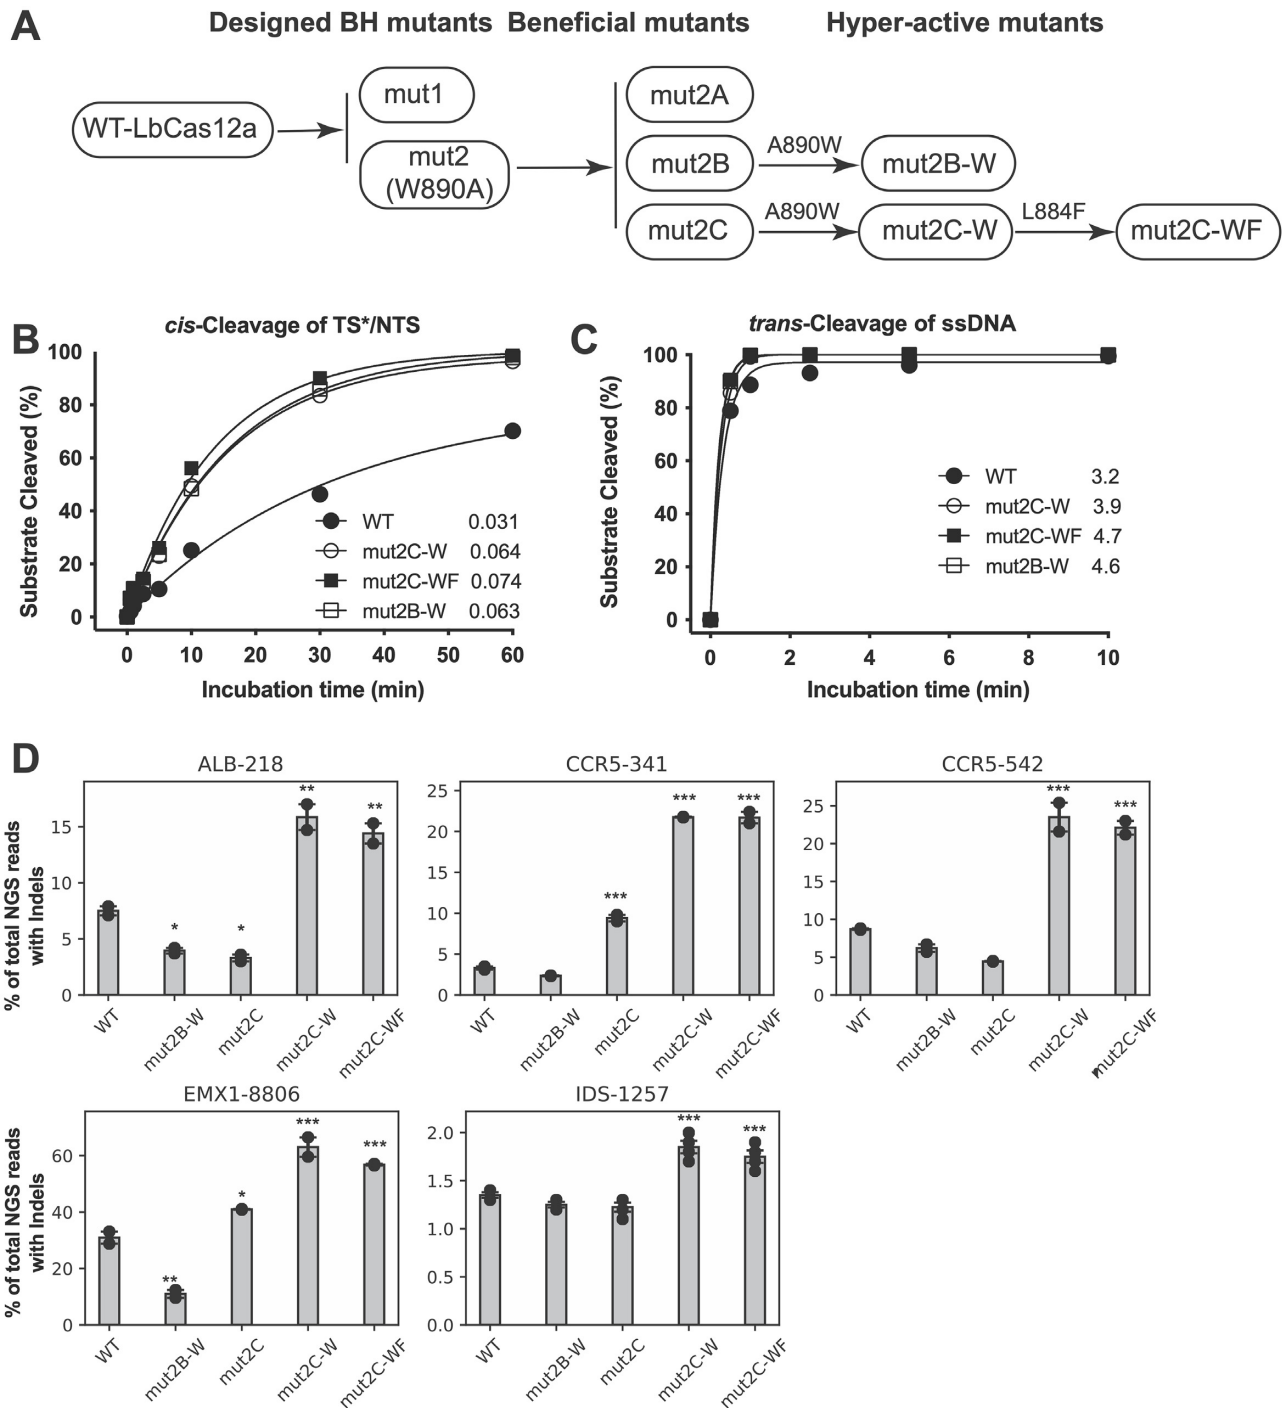 A
Designed BH mutants Beneficial mutants Hyper-active mutants
WT-LbCas12a
mut1
mut2
(W890A)
mut2A
mut2B
A890W
mut2B-W
mut2C
A890W
mut2C-W
L884F
mut2C-WF
B
cis-Cleavage of TS*/NTS
Substrate Cleaved (%)
100
80
60
40
20
0
WT 0.031
mut2C-W 0.064
mut2C-WF 0.074
mut2B-W 0.063
0 10 20 30 40 50 60
Incubation time (min)
C
trans-Cleavage of ssDNA
Substrate Cleaved (%)
100
80
60
40
20
0
WT 3.2
mut2C-W 3.9
mut2C-WF 4.7
mut2B-W 4.6
0 2 4 6 8 10
Incubation time (min)
D
% of total NGS reads
with Indels
ALB-218
15
10
5
0
* * ** **
WT mut2B-W mut2C mut2C-W mut2C-WF
CCR5-341
25
20
15
10
5
0
*** *** ***
WT mut2B-W mut2C mut2C-W mut2C-WF
CCR5-542
25
20
15
10
5
0
*** ***
WT mut2B-W mut2C mut2C-W mut2C-WF
% of total NGS reads
with Indels
EMX1-8806
60
40
20
0
** * *** ***
WT mut2B-W mut2C mut2C-W mut2C-WF
IDS-1257
2.0
1.5
1.0
0.5
0.0
*** ***
WT mut2B-W mut2C mut2C-W mut2C-WF